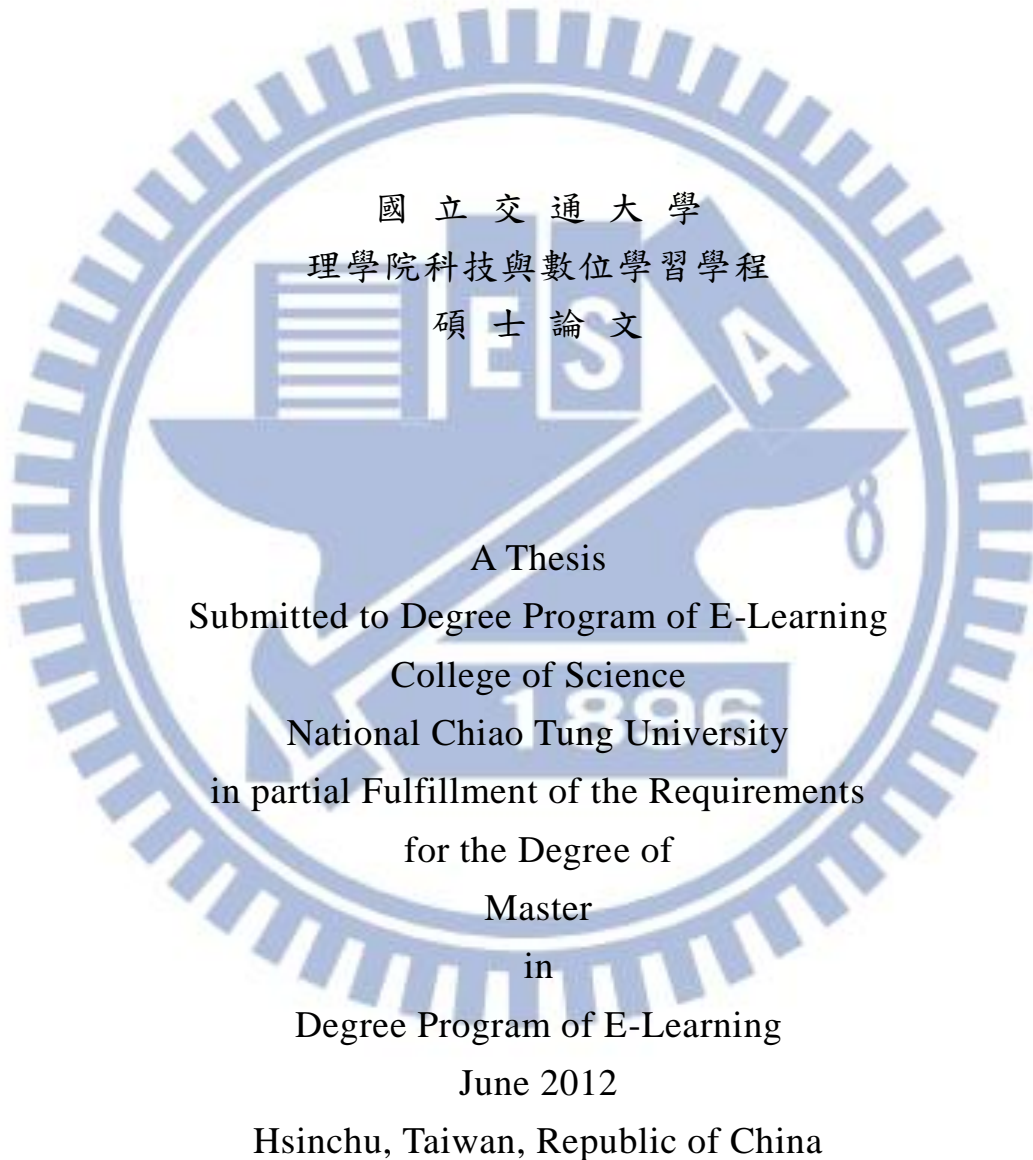 國 立 交 通 大 學
理學院科技與數位學習學程
碩 士 論 文
E S A
A Thesis
Submitted to Degree Program of E-Learning
College of Science
1896
National Chiao Tung University
in partial Fulfillment of the Requirements
for the Degree of
Master
in
Degree Program of E-Learning
June 2012
Hsinchu, Taiwan, Republic of China